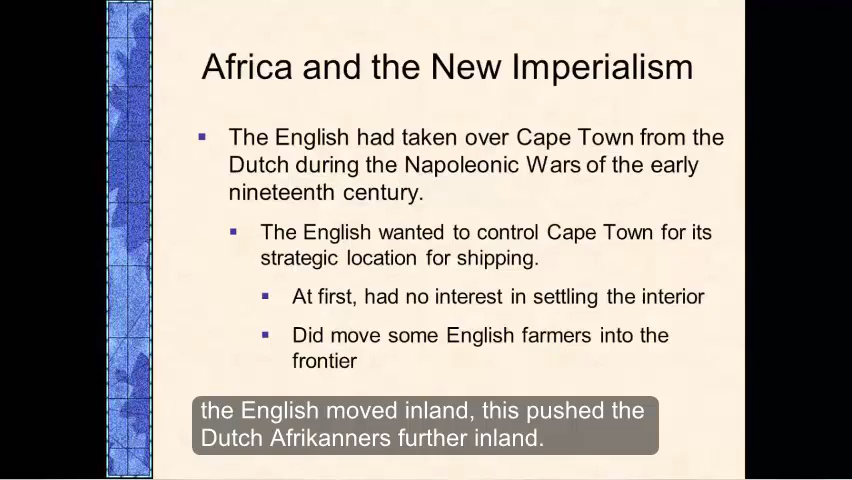 Africa and the New Imperialism
▪ The English had taken over Cape Town from the
Dutch during the Napoleonic Wars of the early
nineteenth century.
▪ The English wanted to control Cape Town for its
strategic location for shipping.
▪ At first, had no interest in settling the interior
▪ Did move some English farmers into the
frontier
the English moved inland, this pushed the
Dutch Afrikanners further inland.